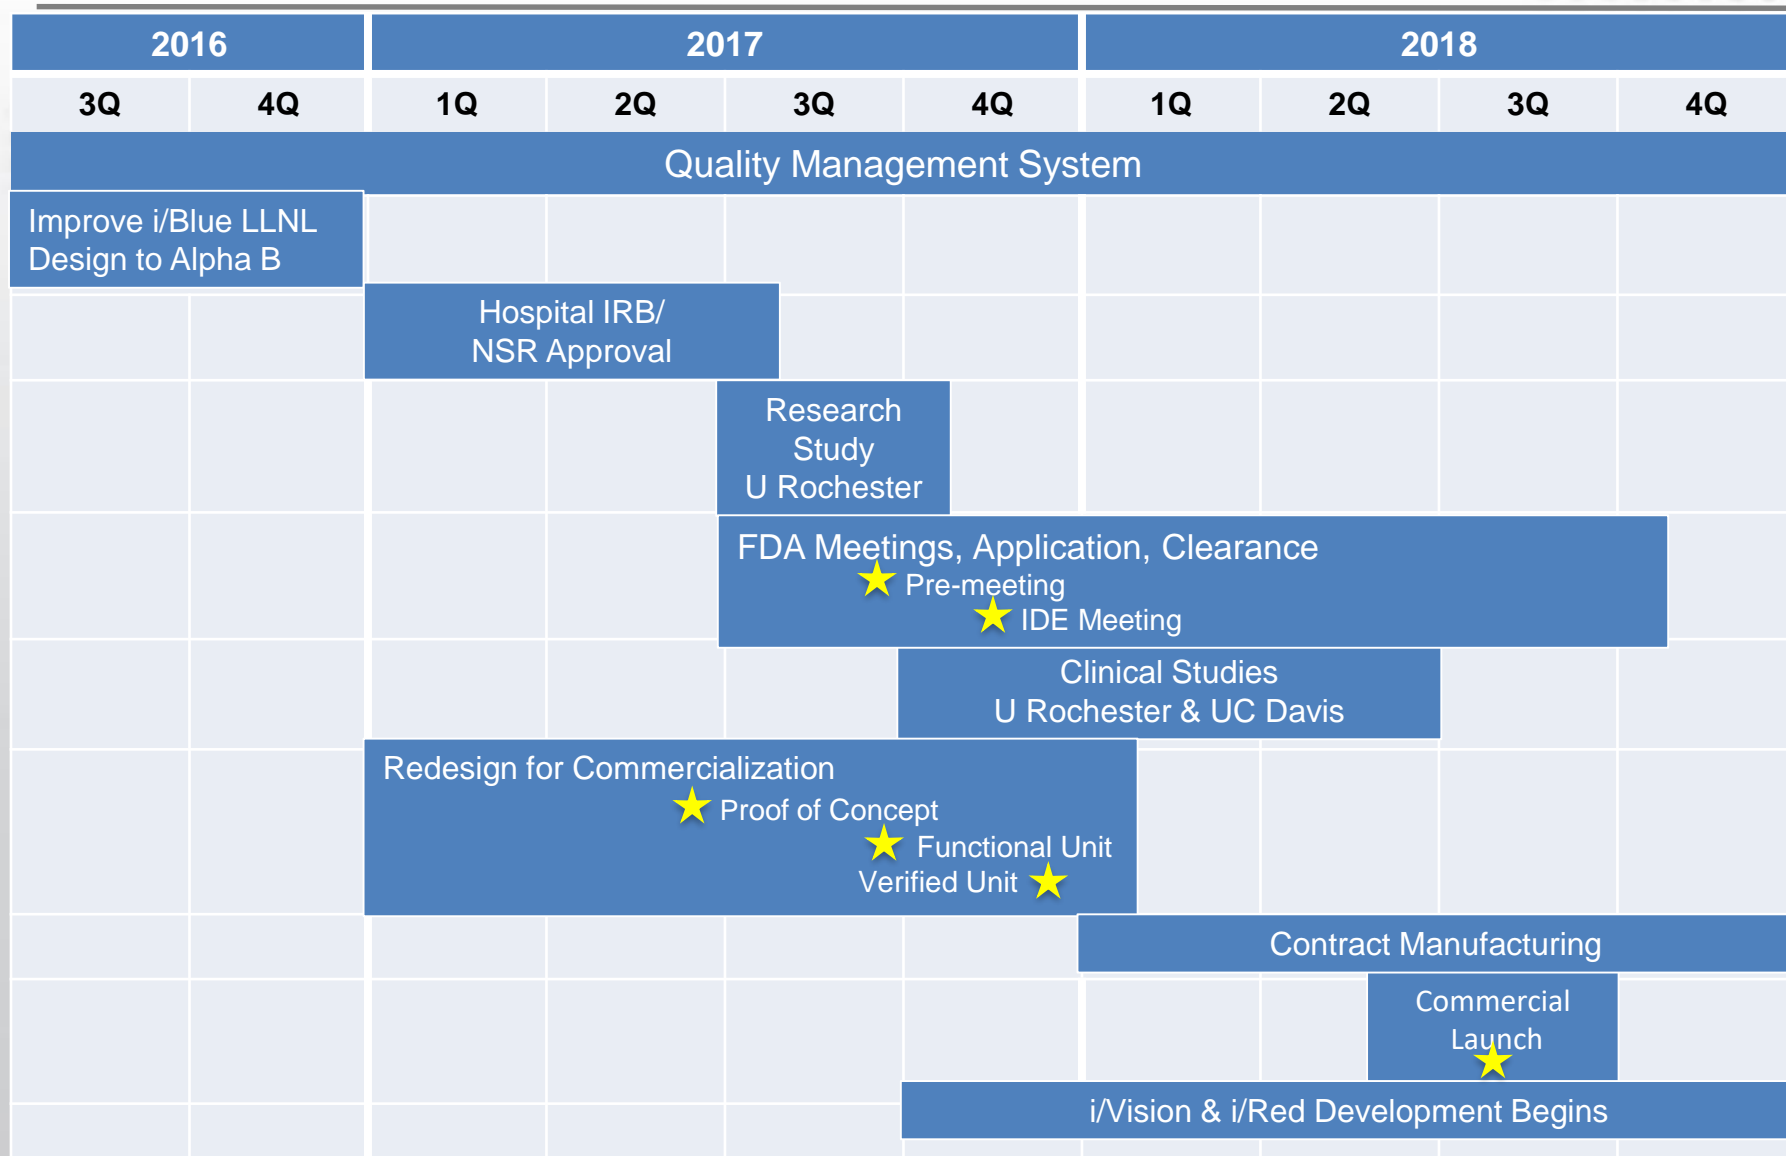 2016 2017 2018
3Q 4Q 1Q 2Q 3Q 4Q 1Q 2Q 3Q 4Q
Quality Management System
Improve i/Blue LLNL
Design to Alpha B
Hospital IRB/
NSR Approval
Research
Study
U Rochester
FDA Meetings, Application, Clearance
Pre-meeting
IDE Meeting
Clinical Studies
U Rochester & UC Davis
Redesign for Commercialization
Proof of Concept
Functional Unit
Verified Unit
Contract Manufacturing
Commercial
Launch
i/Vision & i/Red Development Begins